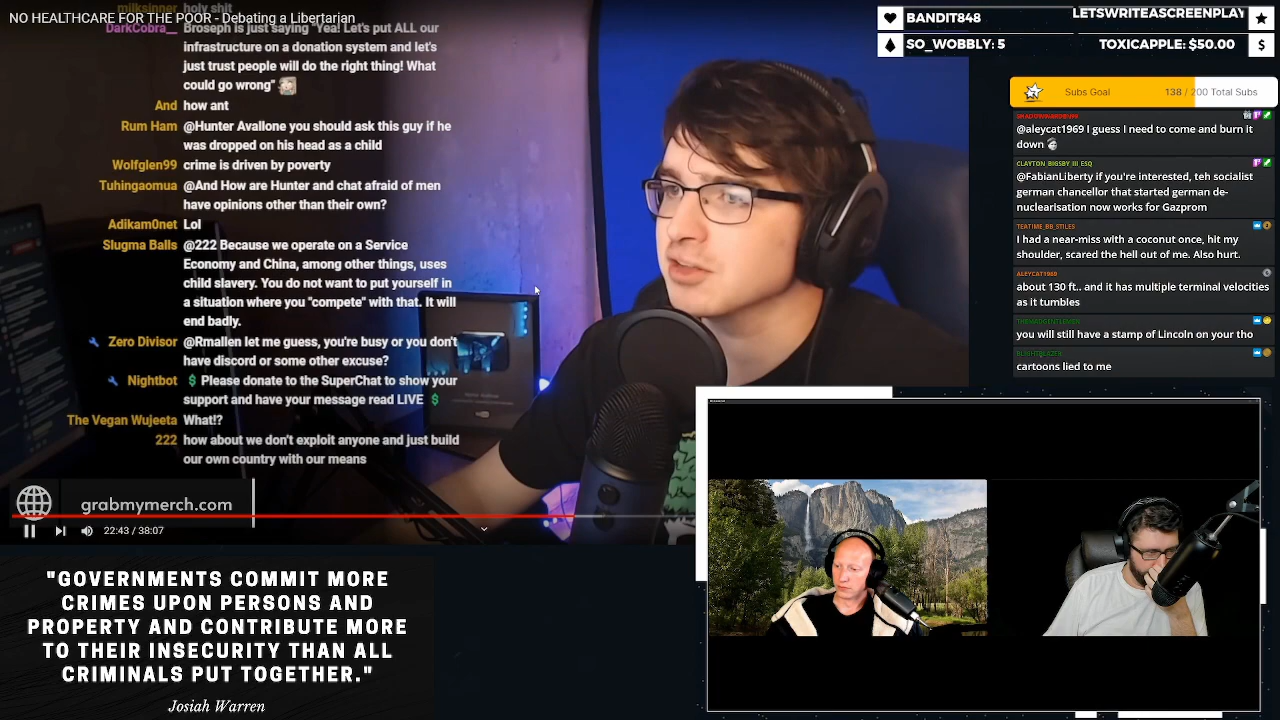 milksinner holy shit
NO HEALTHCARE FOR THE POOR - Debating a Libertarian
DarkCobra__ Broseph is just saying "Yea! Let's put ALL our
infrastructure on a donation system and let's
just trust people will do the right thing! What
could go wrong"
And how ant
Rum Ham @Hunter Avallone you should ask this guy if he
was dropped on his head as a child
Wolfglen99 crime is driven by poverty
Tuhingaomua @And How are Hunter and chat afraid of men
have opinions other than their own?
Adikam0net Lol
Slugma Balls @222 Because we operate on a Service
Economy and China, among other things, uses
child slavery. You do not want to put yourself in
a situation where you "compete" with that. It will
end badly.
Zero Divisor @Rmallen let me guess, you're busy or you don't
have discord or some other excuse?
Nightbot $ Please donate to the SuperChat to show your
support and have your message read LIVE $
The Vegan Wujeeta What!?
222 how about we don't exploit anyone and just build
our own country with our means
grabmymerch.com
22:43 / 38:07
"GOVERNMENTS COMMIT MORE
CRIMES UPON PERSONS AND
PROPERTY AND CONTRIBUTE MORE
TO THEIR INSECURITY THAN ALL
CRIMINALS PUT TOGETHER."
Josiah Warren
BANDIT848
LETSWRITEASCREENPLAY
SO_WOBBLY: 5
TOXICAPPLE: $50.00
$
Subs Goal 138 / 200 Total Subs
@aleycat1969 I guess I need to come and burn it
down
CLAYTON_BIGSBY_III_ESQ
@FabianLiberty if you're interested, teh socialist
german chancellor that started german de-
nuclearisation now works for Gazprom
TEATIME_BB_STILES
I had a near-miss with a coconut once, hit my
shoulder, scared the hell out of me. Also hurt.
ALEYCAT1969
about 130 ft.. and it has multiple terminal velocities
as it tumbles
you will still have a stamp of Lincoln on your tho
cartoons lied to me